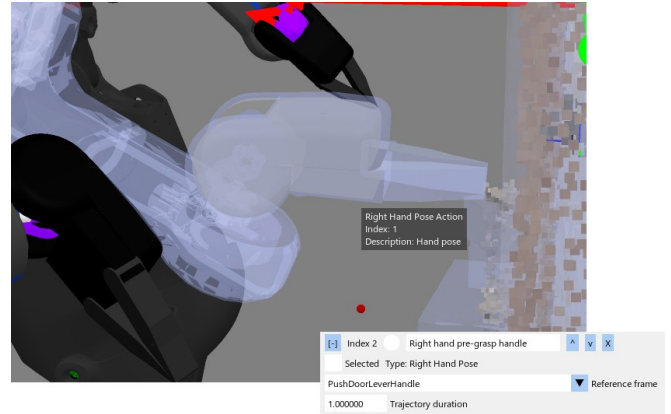 Right Hand Pose Action
Index: 1
Description: Hand pose
[-] Index 2 Right hand pre-grasp handle ^ v X
Selected Type: Right Hand Pose
PushDoorLeverHandle ▼ Reference frame
1.000000 Trajectory duration